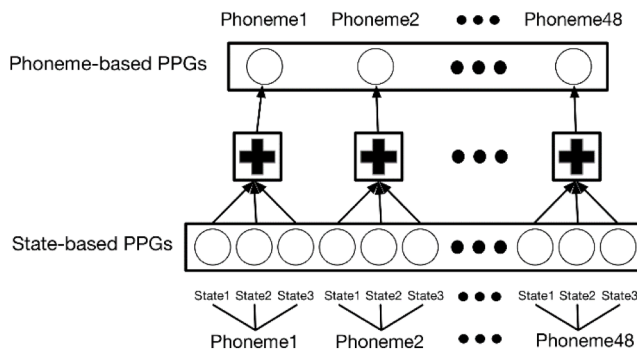 Phoneme1 Phoneme2 Phoneme48
Phoneme-based PPGs
State-based PPGs
State1 State2 State3 State1 State2 State3 State1 State2 State3
Phoneme1 Phoneme2 Phoneme48